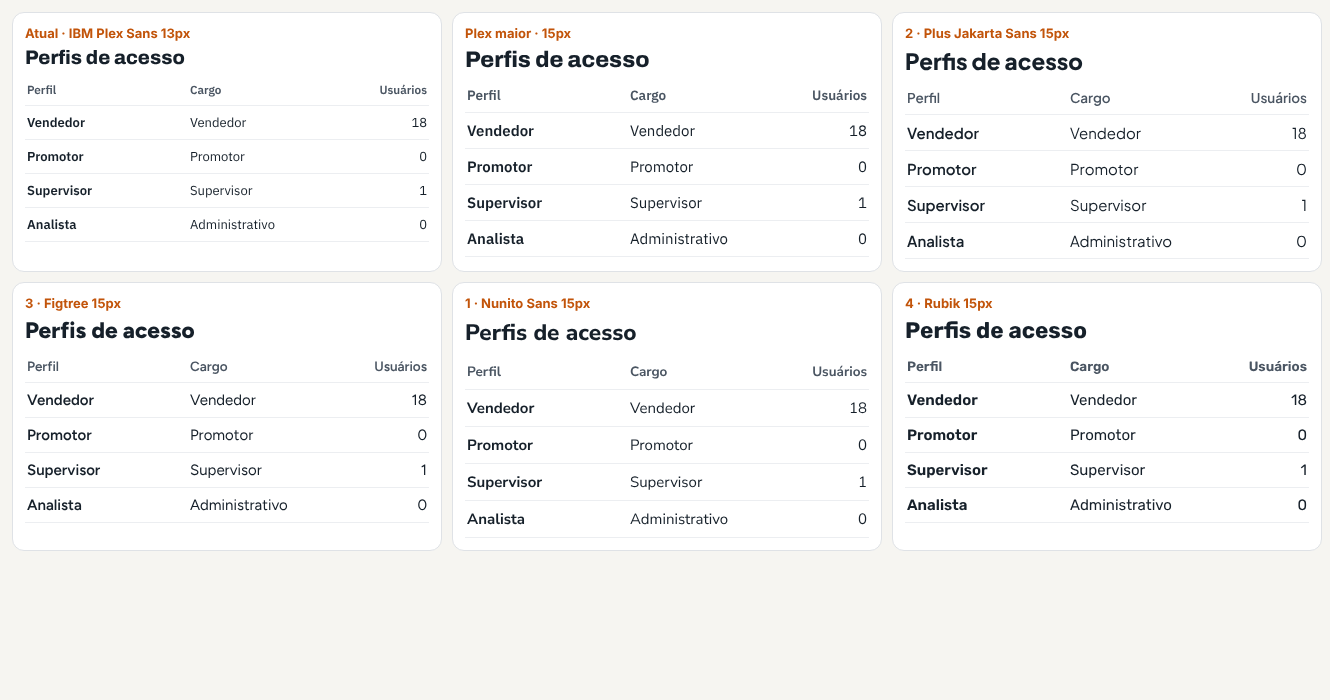 Atual · IBM Plex Sans 13px
Perfis de acesso
Perfil Cargo Usuários
Vendedor Vendedor 18
Promotor Promotor 0
Supervisor Supervisor 1
Analista Administrativo 0
Plex maior · 15px
Perfis de acesso
Perfil Cargo Usuários
Vendedor Vendedor 18
Promotor Promotor 0
Supervisor Supervisor 1
Analista Administrativo 0
2 · Plus Jakarta Sans 15px
Perfis de acesso
Perfil Cargo Usuários
Vendedor Vendedor 18
Promotor Promotor 0
Supervisor Supervisor 1
Analista Administrativo 0
3 · Figtree 15px
Perfis de acesso
Perfil Cargo Usuários
Vendedor Vendedor 18
Promotor Promotor 0
Supervisor Supervisor 1
Analista Administrativo 0
1 · Nunito Sans 15px
Perfis de acesso
Perfil Cargo Usuários
Vendedor Vendedor 18
Promotor Promotor 0
Supervisor Supervisor 1
Analista Administrativo 0
4 · Rubik 15px
Perfis de acesso
Perfil Cargo Usuários
Vendedor Vendedor 18
Promotor Promotor 0
Supervisor Supervisor 1
Analista Administrativo 0